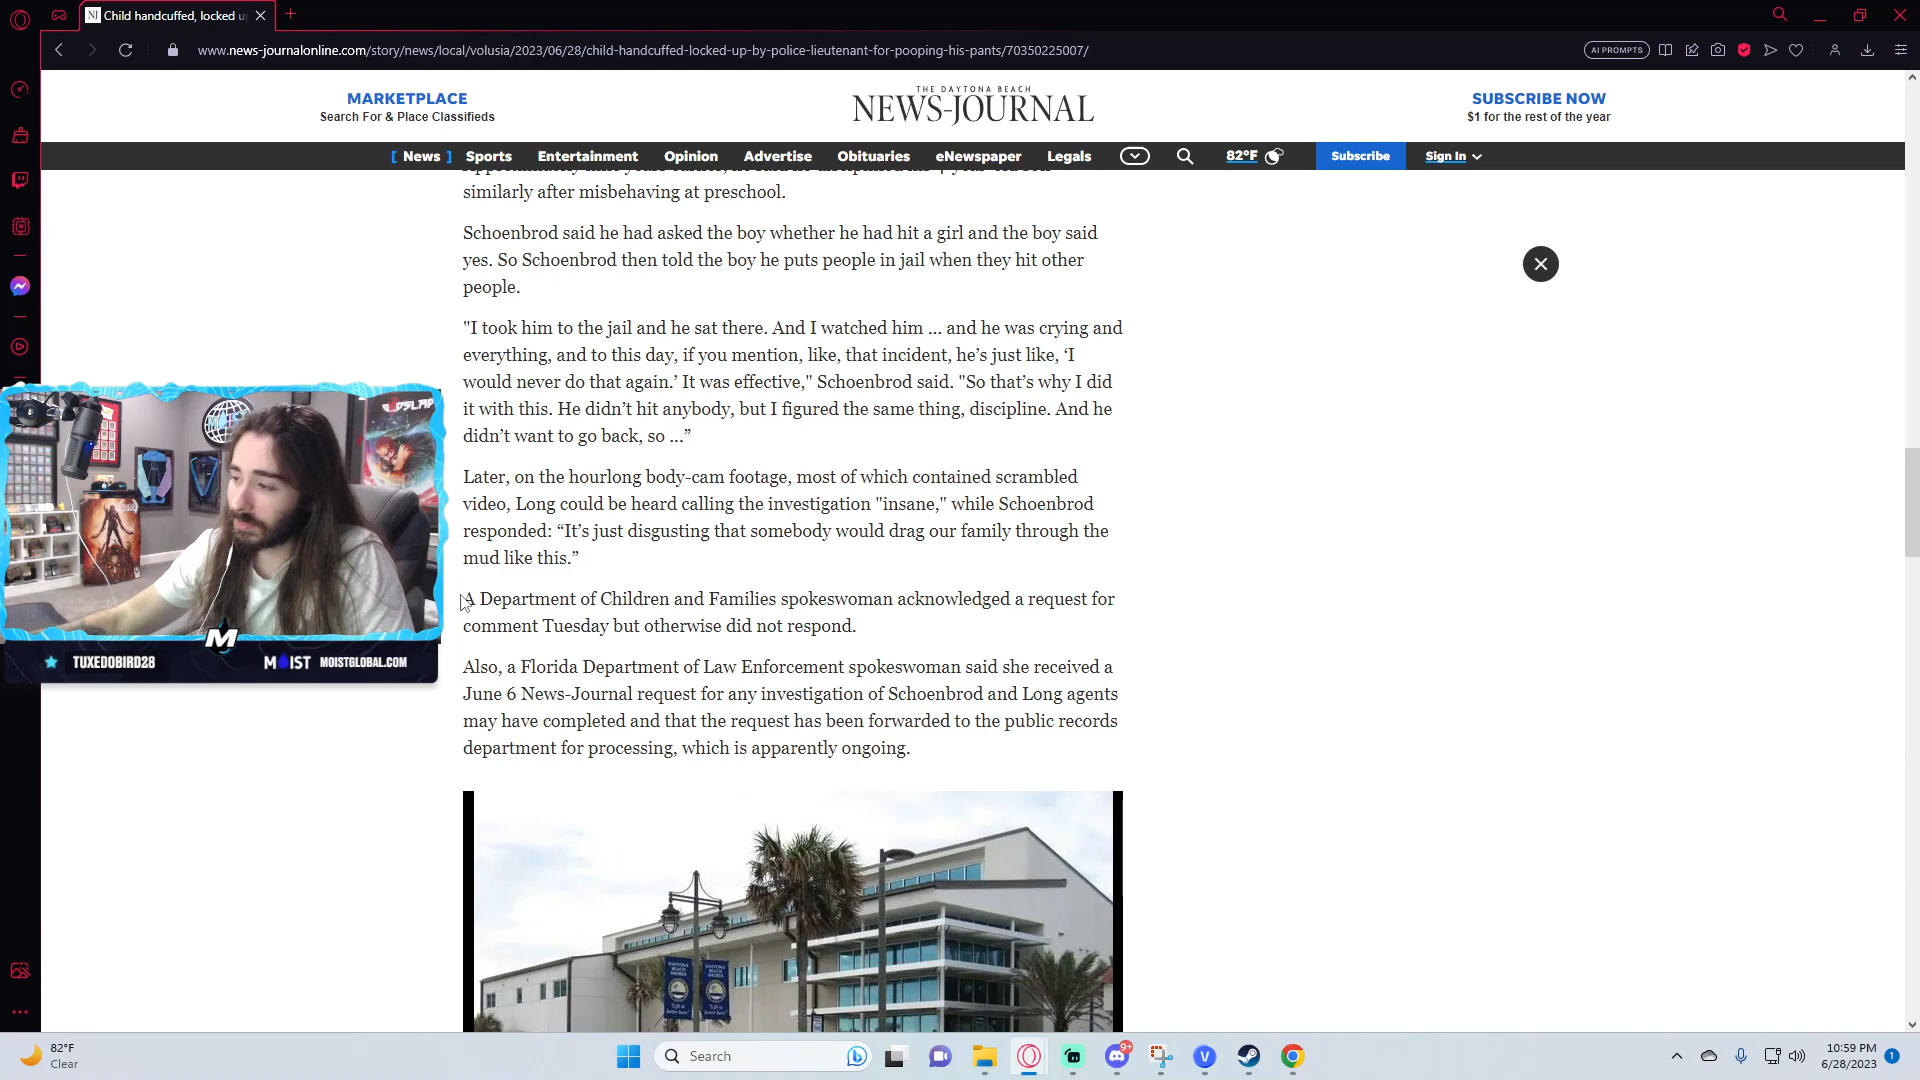 Child handcuffed, locked u
www.news-journalonline.com/story/news/local/volusia/2023/06/28/child-handcuffed-locked-up-by-police-lieutenant-for-pooping-his-pants/70350225007/
AI PROMPTS
MARKETPLACE
Search For & Place Classifieds
THE DAYTONA BEACH
NEWS-JOURNAL
SUBSCRIBE NOW
$1 for the rest of the year
[ News ] Sports Entertainment Opinion Advertise Obituaries eNewspaper Legals 82°F Subscribe Sign In
similarly after misbehaving at preschool.
Schoenbrod said he had asked the boy whether he had hit a girl and the boy said
yes. So Schoenbrod then told the boy he puts people in jail when they hit other
people.
"I took him to the jail and he sat there. And I watched him … and he was crying and
everything, and to this day, if you mention, like, that incident, he’s just like, ‘I
would never do that again.’ It was effective," Schoenbrod said. "So that’s why I did
it with this. He didn’t hit anybody, but I figured the same thing, discipline. And he
didn’t want to go back, so …”
Later, on the hourlong body-cam footage, most of which contained scrambled
video, Long could be heard calling the investigation "insane," while Schoenbrod
responded: “It’s just disgusting that somebody would drag our family through the
mud like this.”
A Department of Children and Families spokeswoman acknowledged a request for
comment Tuesday but otherwise did not respond.
Also, a Florida Department of Law Enforcement spokeswoman said she received a
June 6 News-Journal request for any investigation of Schoenbrod and Long agents
may have completed and that the request has been forwarded to the public records
department for processing, which is apparently ongoing.
M
TUXEDOBIRD28
MOIST MOISTGLOBAL.COM
DAYTONA
BEACH
SHORES
DAYTONA
BEACH
SHORES
82°F
Clear
Search
9+
10:59 PM
6/28/2023
1